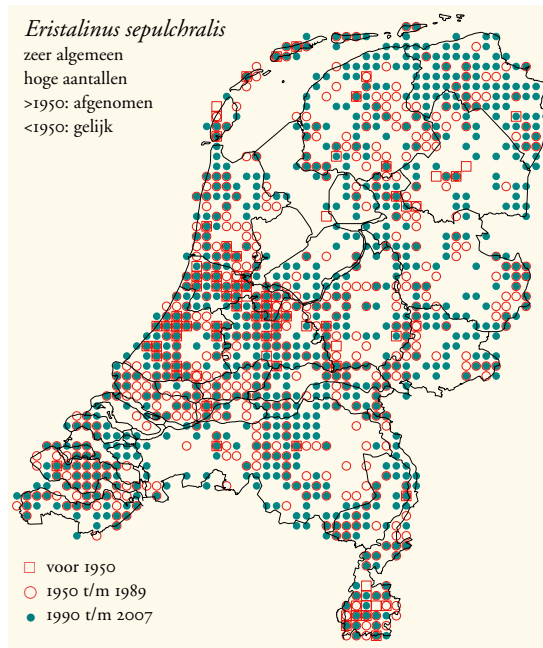 Eristalinus sepulchralis
zeer algemeen
hoge aantallen
>1950: afgenomen
<1950: gelijk
voor 1950
1950 t/m 1989
1990 t/m 2007